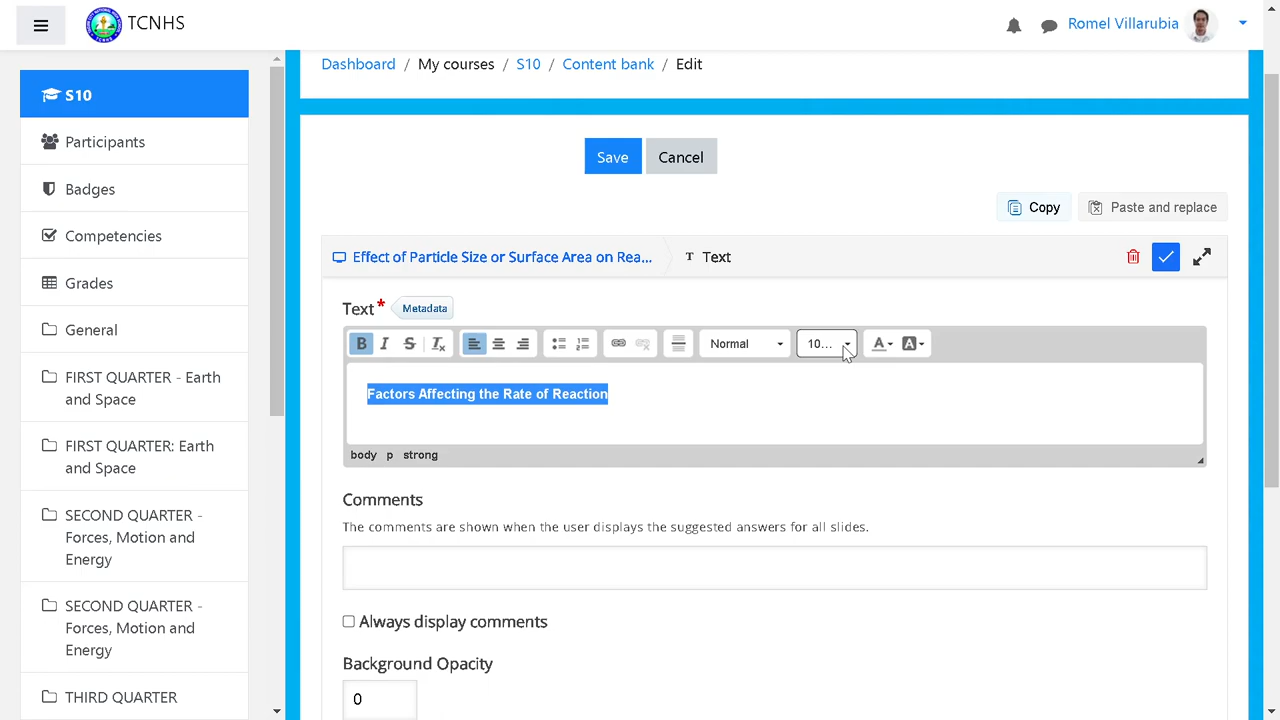 TCNHS
Romel Villarubia
Dashboard / My courses / S10 / Content bank / Edit
S10
Participants
Badges
Competencies
Grades
General
FIRST QUARTER - Earth
and Space
FIRST QUARTER: Earth
and Space
SECOND QUARTER -
Forces, Motion and
Energy
SECOND QUARTER -
Forces, Motion and
Energy
THIRD QUARTER
Save
Cancel
Copy
Paste and replace
Effect of Particle Size or Surface Area on Rea...
T Text
Text*
Metadata
B I S Tx Normal 10... A A
Factors Affecting the Rate of Reaction
body p strong
Comments
The comments are shown when the user displays the suggested answers for all slides.
Always display comments
Background Opacity
0